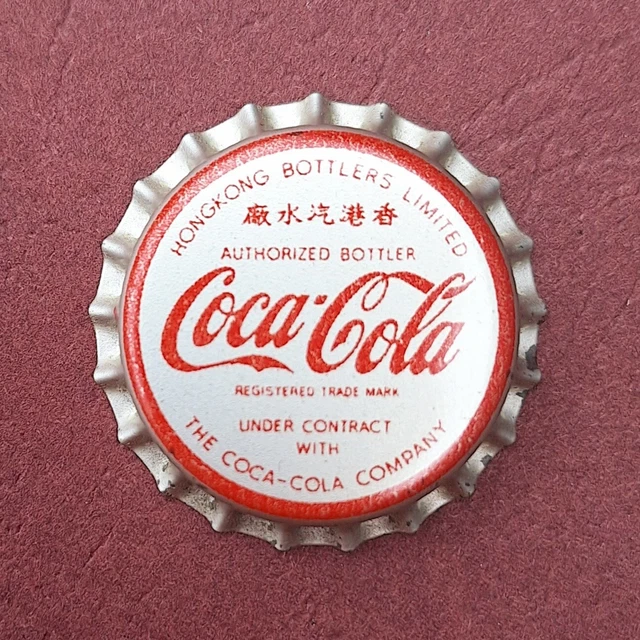 HONGKONG BOTTLERS LIMITED
廠水汽港香
AUTHORIZED BOTTLER
Coca-Cola
REGISTERED TRADE MARK
UNDER CONTRACT
WITH
THE COCA-COLA COMPANY